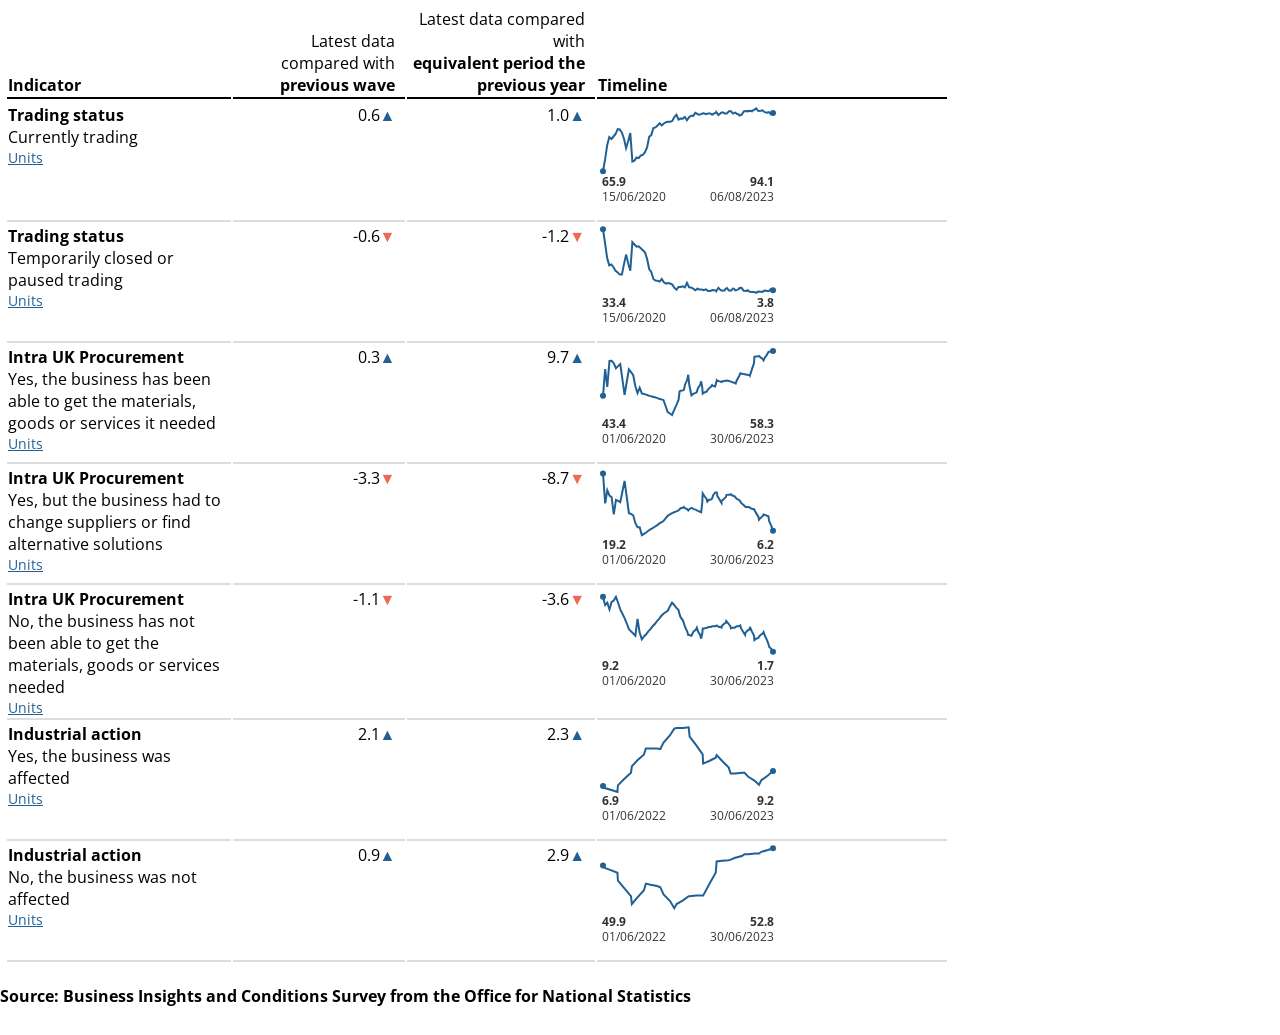 Indicator
Latest data
compared with
previous wave
Latest data compared
with
equivalent period the
previous year
Timeline
Trading status
Currently trading
Units
0.6▲
1.0▲
65.9
94.1
15/06/2020
06/08/2023
Trading status
Temporarily closed or
paused trading
Units
-0.6▼
-1.2▼
33.4
3.8
15/06/2020
06/08/2023
Intra UK Procurement
Yes, the business has been
able to get the materials,
goods or services it needed
Units
0.3▲
9.7▲
43.4
58.3
01/06/2020
30/06/2023
Intra UK Procurement
Yes, but the business had to
change suppliers or find
alternative solutions
Units
-3.3▼
-8.7▼
19.2
6.2
01/06/2020
30/06/2023
Intra UK Procurement
No, the business has not
been able to get the
materials, goods or services
needed
Units
-1.1▼
-3.6▼
9.2
1.7
01/06/2020
30/06/2023
Industrial action
Yes, the business was
affected
Units
2.1▲
2.3▲
6.9
9.2
01/06/2022
30/06/2023
Industrial action
No, the business was not
affected
Units
0.9▲
2.9▲
49.9
52.8
01/06/2022
30/06/2023
Source: Business Insights and Conditions Survey from the Office for National Statistics